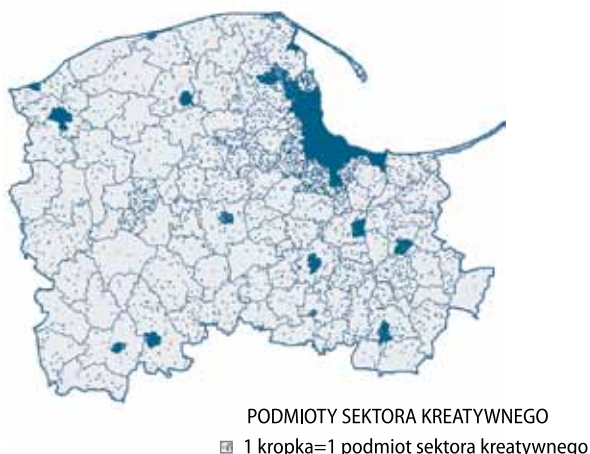 PODMIOTY SEKTORA KREATYWNEGO
1 kropka=1 podmiot sektora kreatywnego